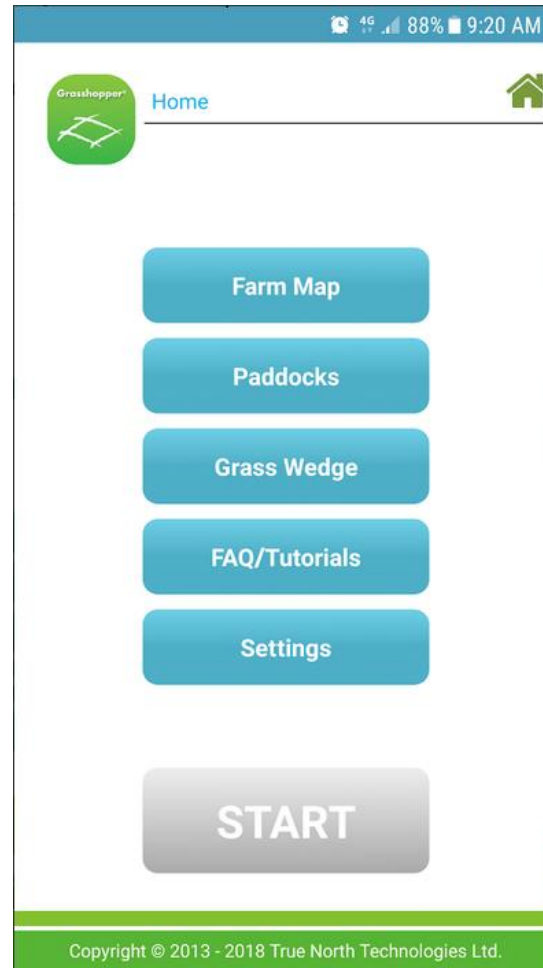 4G 88% 9:20 AM
Grasshopper®
Home
Farm Map
Paddocks
Grass Wedge
FAQ/Tutorials
Settings
START
Copyright © 2013 - 2018 True North Technologies Ltd.